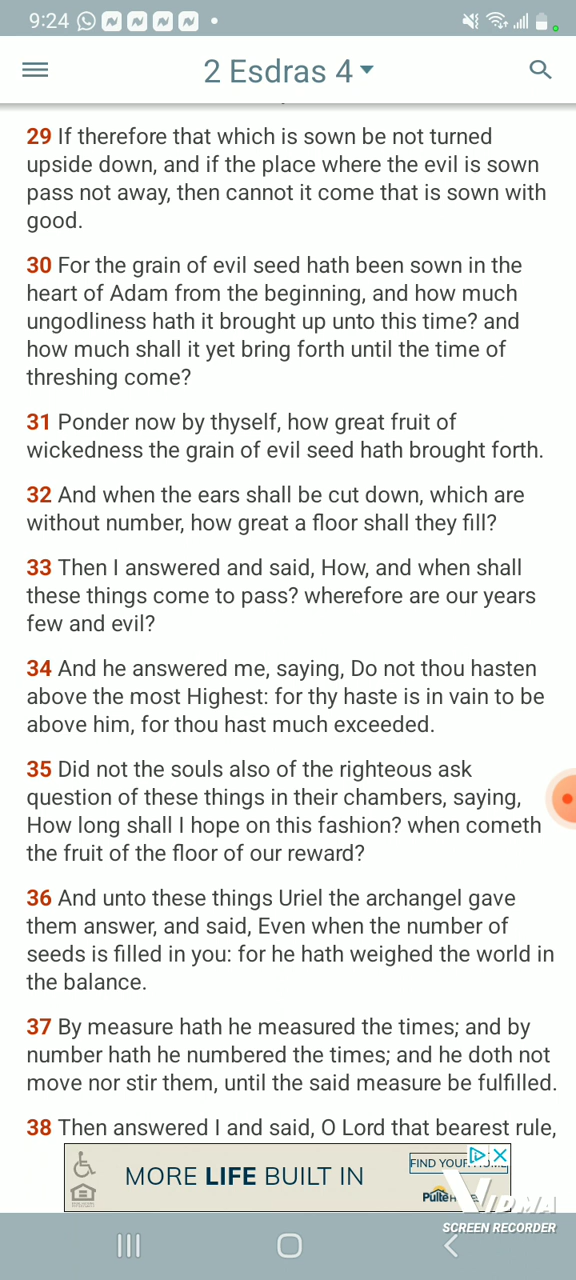 9:24
2 Esdras 4
29 If therefore that which is sown be not turned
upside down, and if the place where the evil is sown
pass not away, then cannot it come that is sown with
good.
30 For the grain of evil seed hath been sown in the
heart of Adam from the beginning, and how much
ungodliness hath it brought up unto this time? and
how much shall it yet bring forth until the time of
threshing come?
31 Ponder now by thyself, how great fruit of
wickedness the grain of evil seed hath brought forth.
32 And when the ears shall be cut down, which are
without number, how great a floor shall they fill?
33 Then I answered and said, How, and when shall
these things come to pass? wherefore are our years
few and evil?
34 And he answered me, saying, Do not thou hasten
above the most Highest: for thy haste is in vain to be
above him, for thou hast much exceeded.
35 Did not the souls also of the righteous ask
question of these things in their chambers, saying,
How long shall I hope on this fashion? when cometh
the fruit of the floor of our reward?
36 And unto these things Uriel the archangel gave
them answer, and said, Even when the number of
seeds is filled in you: for he hath weighed the world in
the balance.
37 By measure hath he measured the times; and by
number hath he numbered the times; and he doth not
move nor stir them, until the said measure be fulfilled.
38 Then answered I and said, O Lord that bearest rule,
MORE LIFE BUILT IN
FIND YOUR
Pulte
VIDMA
SCREEN RECORDER